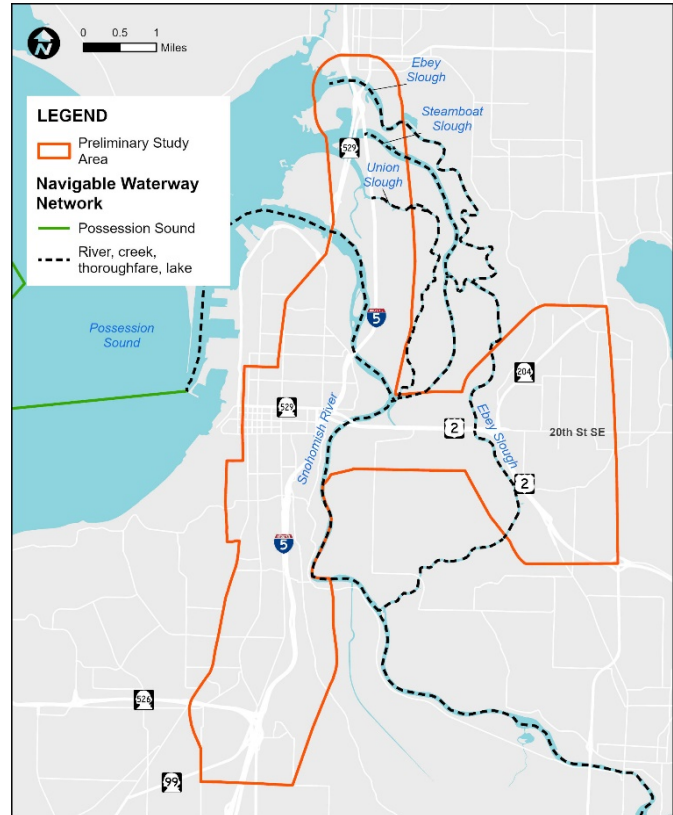 N
0 0.5 1
Miles
LEGEND
Preliminary Study
Area
Navigable Waterway
Network
Possession Sound
River, creek,
thoroughfare, lake
Ebey
Slough
Steamboat
Slough
529
Union
Slough
5
Possession
Sound
204
529
Snohomish River
2
Ebey Slough
20th St SE
2
5
526
99